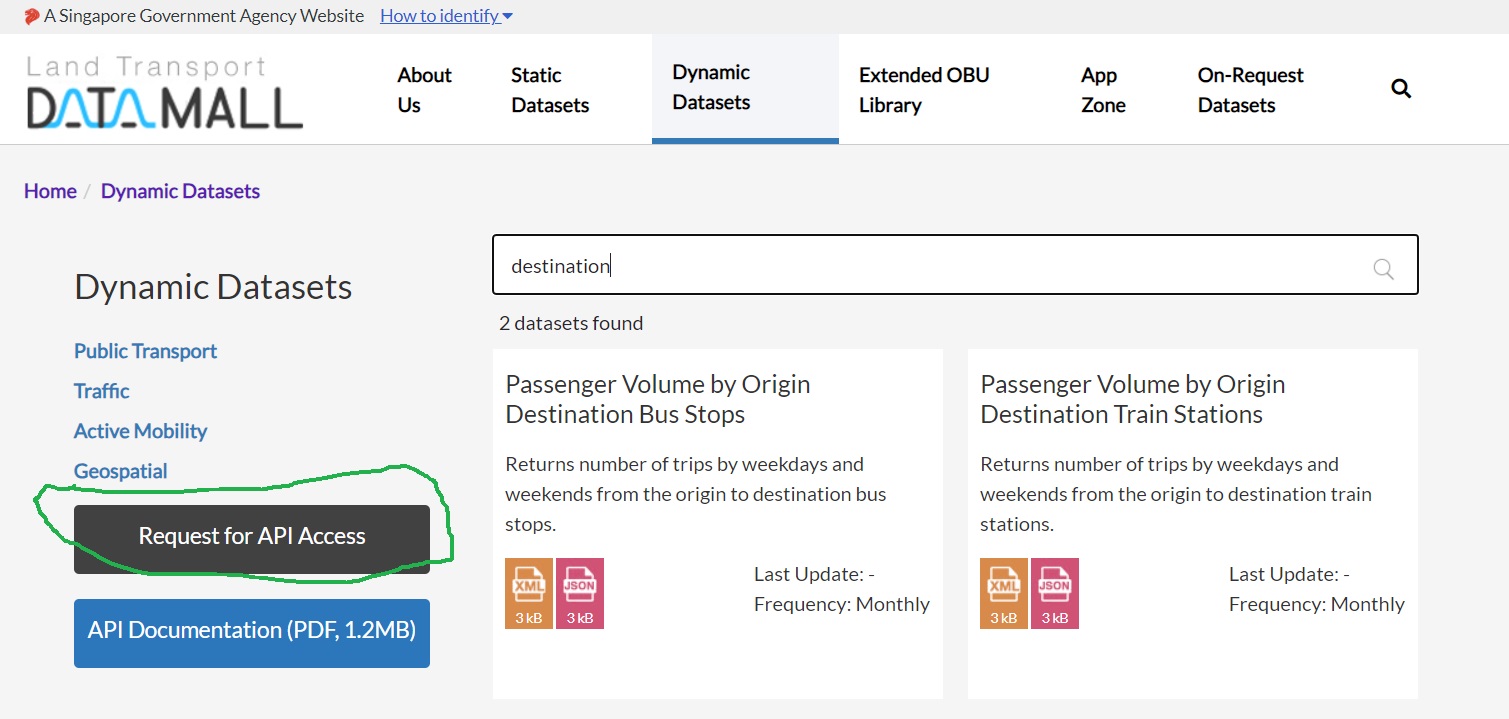 A Singapore Government Agency Website How to identify
Land Transport
DATAMALL
About
Us
Static
Datasets
Dynamic
Datasets
Extended OBU
Library
App
Zone
On-Request
Datasets
Home / Dynamic Datasets
Dynamic Datasets
Public Transport
Traffic
Active Mobility
Geospatial
Request for API Access
API Documentation (PDF, 1.2MB)
destination
2 datasets found
Passenger Volume by Origin
Destination Bus Stops
Returns number of trips by weekdays and
weekends from the origin to destination bus
stops.
XML
3 kB
JSON
3 kB
Last Update: -
Frequency: Monthly
Passenger Volume by Origin
Destination Train Stations
Returns number of trips by weekdays and
weekends from the origin to destination train
stations.
XML
3 kB
JSON
3 kB
Last Update: -
Frequency: Monthly